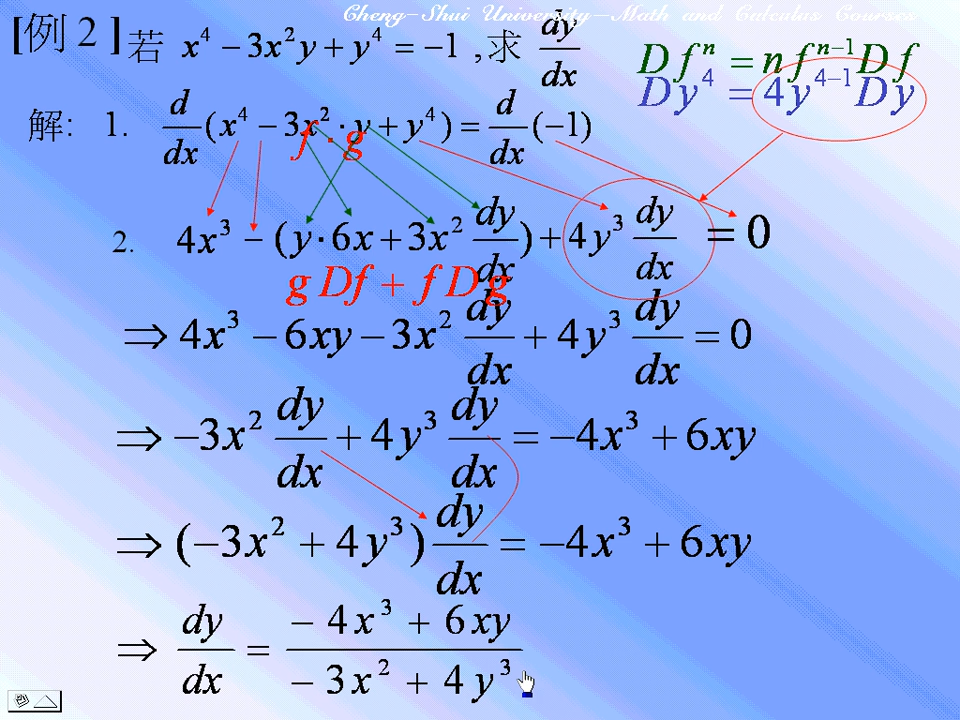 Cheng-Shui University-Math and Calculus Courses
[例 2 ] 若 x⁴ − 3x²y + y⁴ = −1 , 求 dy/dx
D fⁿ = n fⁿ⁻¹ D f
D y⁴ = 4y⁴⁻¹ D y
解: 1. d/dx (x⁴ − 3x² · y + y⁴ ) = d/dx (−1)
f · g
2. 4x³ − (y·6x + 3x² dy/dx) + 4y³ dy/dx = 0
g Df + f D g
⇒ 4x³ − 6xy − 3x² dy/dx + 4y³ dy/dx = 0
⇒ −3x² dy/dx + 4y³ dy/dx = −4x³ + 6xy
⇒ (−3x² + 4y³) dy/dx = −4x³ + 6xy
⇒ dy/dx = (− 4x³ + 6xy)/(− 3x² + 4y³)